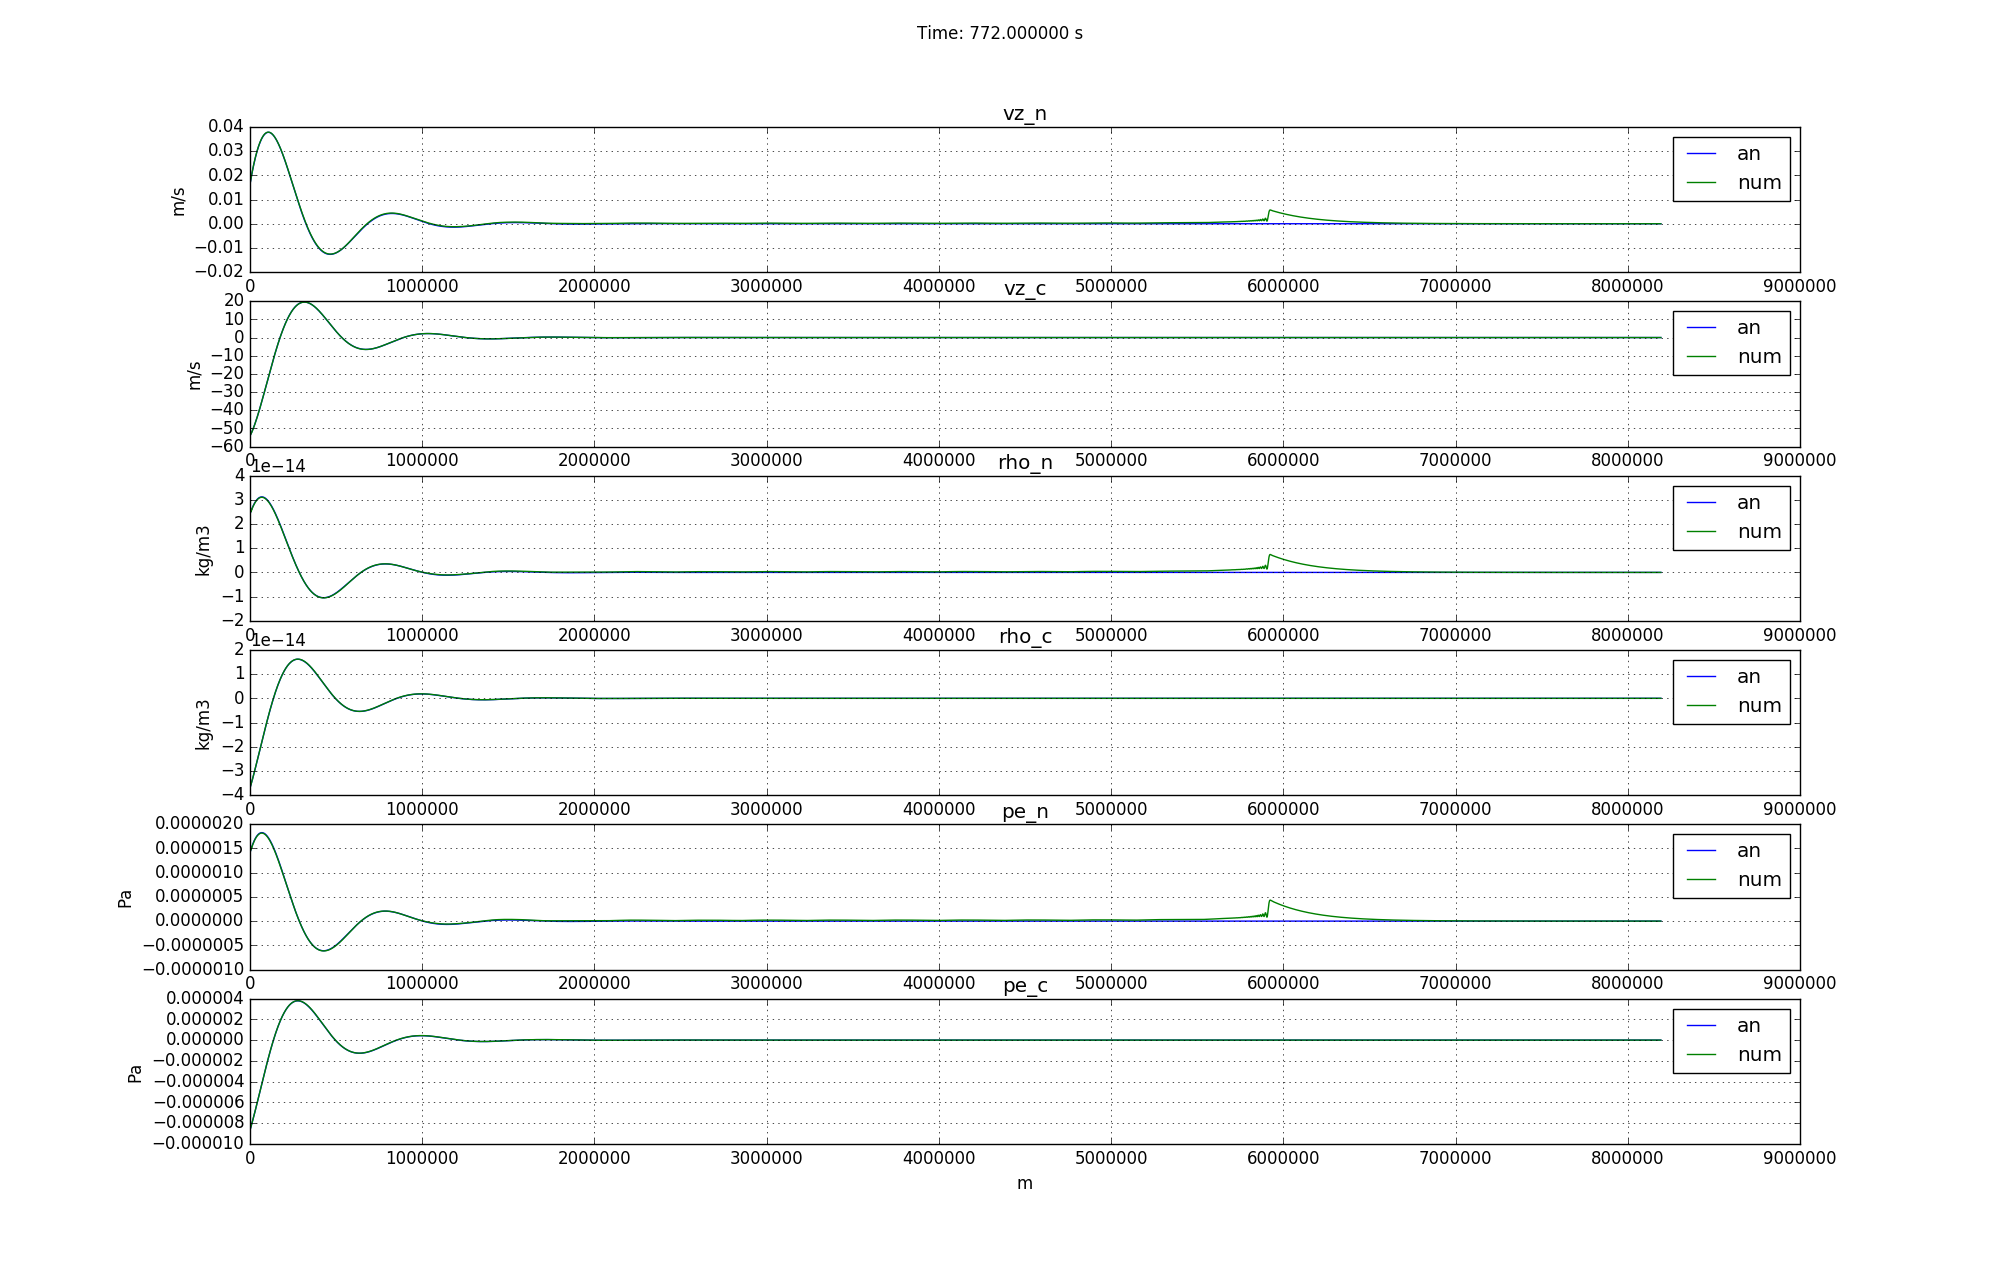 Time: 772.000000 s
vz_n
0.04
0.03
0.02
0.01
0.00
−0.01
−0.02
m/s
an
num
0 1000000 2000000 3000000 4000000 5000000 6000000 7000000 8000000 9000000
vz_c
20
10
0
−10
−20
−30
−40
−50
−60
m/s
an
num
0 1000000 2000000 3000000 4000000 5000000 6000000 7000000 8000000 9000000
1e−14
rho_n
4
3
2
1
0
−1
−2
kg/m3
an
num
0 1000000 2000000 3000000 4000000 5000000 6000000 7000000 8000000 9000000
1e−14
rho_c
2
1
0
−1
−2
−3
−4
kg/m3
an
num
0 1000000 2000000 3000000 4000000 5000000 6000000 7000000 8000000 9000000
pe_n
0.0000020
0.0000015
0.0000010
0.0000005
0.0000000
−0.0000005
−0.0000010
Pa
an
num
0 1000000 2000000 3000000 4000000 5000000 6000000 7000000 8000000 9000000
pe_c
0.000004
0.000002
0.000000
−0.000002
−0.000004
−0.000006
−0.000008
−0.000010
Pa
an
num
0 1000000 2000000 3000000 4000000 5000000 6000000 7000000 8000000 9000000
m